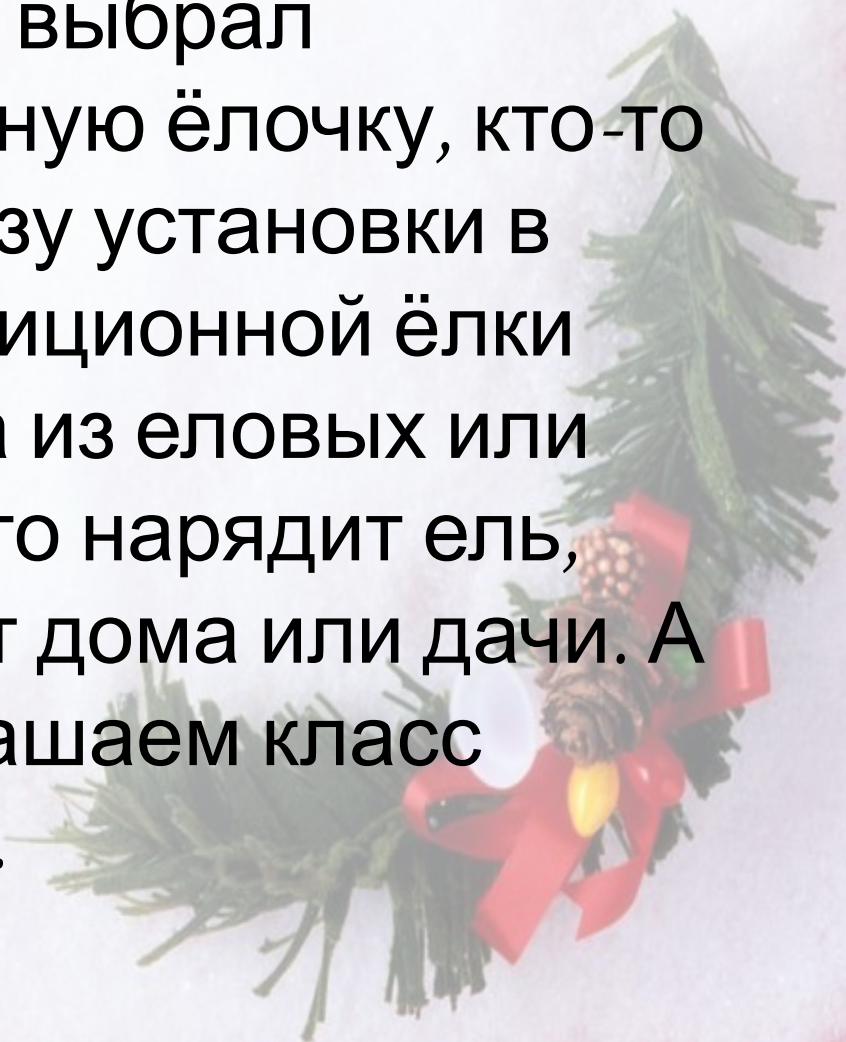 выбрал
ную ёлочку, кто-то
зу установки в
иционной ёлки
а из еловых или
то нарядит ель,
т дома или дачи. А
ашаем класс
.